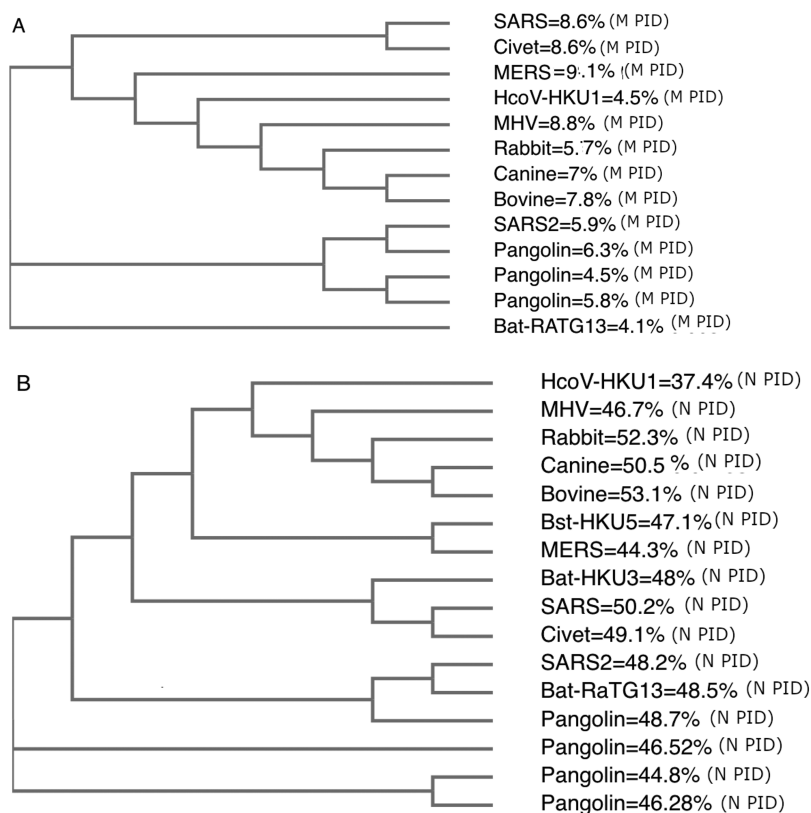 A
SARS=8.6% (M PID)
Civet=8.6% (M PID)
MERS=9.1% (M PID)
HcoV-HKU1=4.5% (M PID)
MHV=8.8% (M PID)
Rabbit=5.7% (M PID)
Canine=7% (M PID)
Bovine=7.8% (M PID)
SARS2=5.9% (M PID)
Pangolin=6.3% (M PID)
Pangolin=4.5% (M PID)
Pangolin=5.8% (M PID)
Bat-RATG13=4.1% (M PID)
B
HcoV-HKU1=37.4% (N PID)
MHV=46.7% (N PID)
Rabbit=52.3% (N PID)
Canine=50.5 % (N PID)
Bovine=53.1% (N PID)
Bst-HKU5=47.1% (N PID)
MERS=44.3% (N PID)
Bat-HKU3=48% (N PID)
SARS=50.2% (N PID)
Civet=49.1% (N PID)
SARS2=48.2% (N PID)
Bat-RaTG13=48.5% (N PID)
Pangolin=48.7% (N PID)
Pangolin=46.52% (N PID)
Pangolin=44.8% (N PID)
Pangolin=46.28% (N PID)